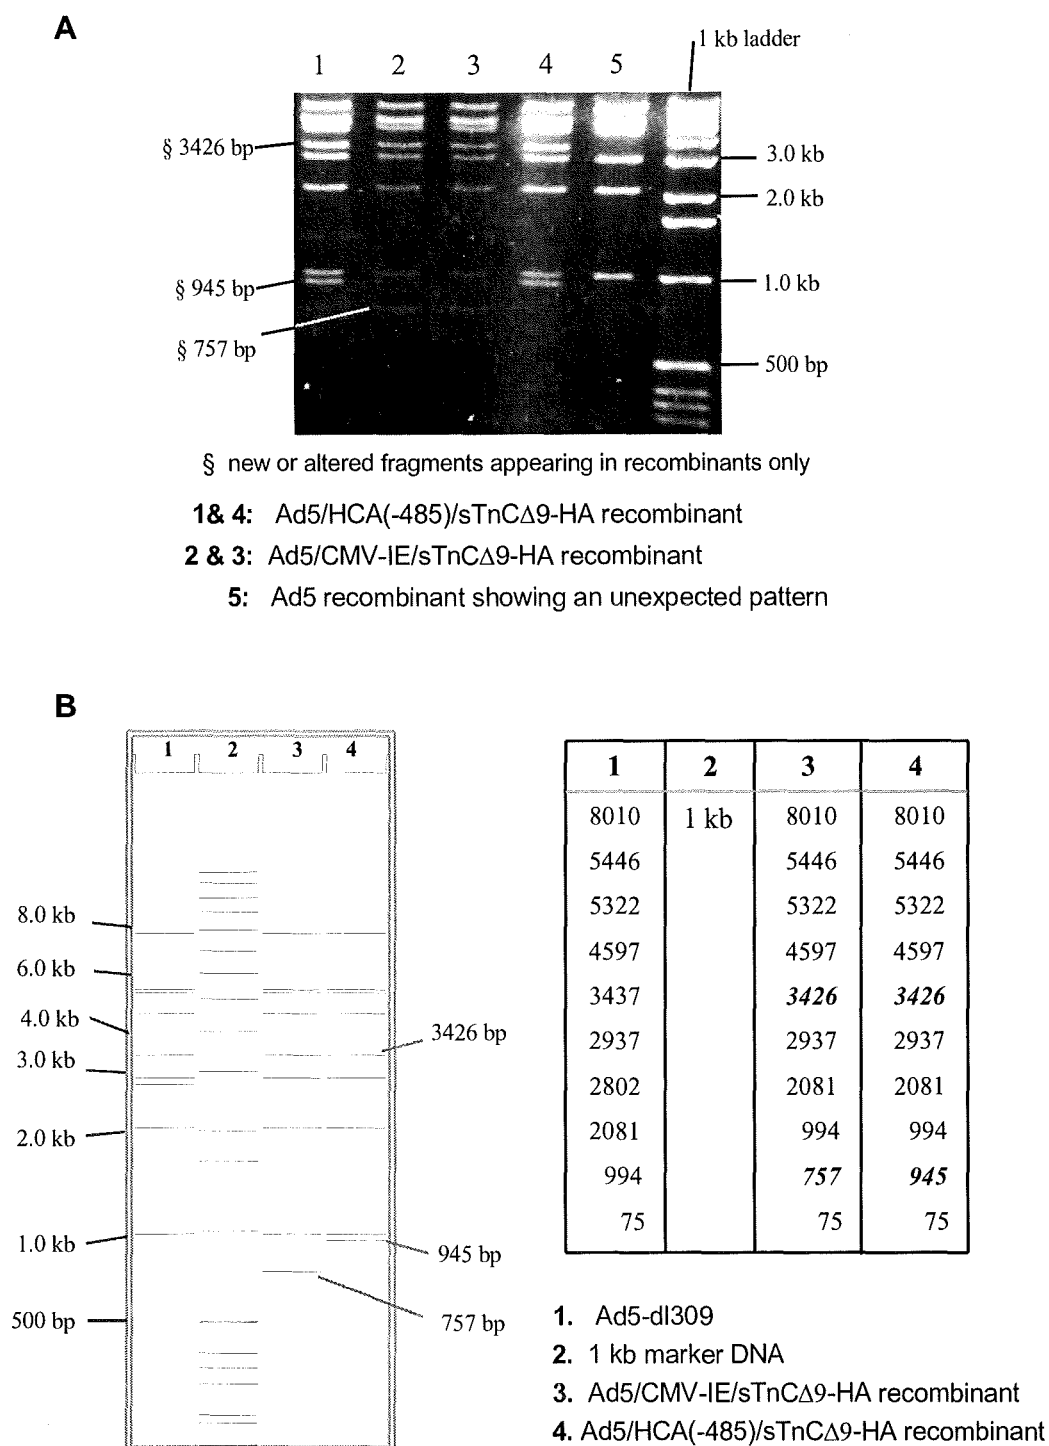 A
1 kb ladder
1 2 3 4 5
§ 3426 bp
3.0 kb
2.0 kb
§ 945 bp
1.0 kb
§ 757 bp
500 bp
§ new or altered fragments appearing in recombinants only
1& 4: Ad5/HCA(-485)/sTnCΔ9-HA recombinant
2 & 3: Ad5/CMV-IE/sTnCΔ9-HA recombinant
5: Ad5 recombinant showing an unexpected pattern
B
1 2 3 4
8.0 kb
6.0 kb
4.0 kb
3.0 kb
2.0 kb
1.0 kb
500 bp
3426 bp
945 bp
757 bp
1 2 3 4
8010 1 kb 8010 8010
5446 5446 5446
5322 5322 5322
4597 4597 4597
3437 3426 3426
2937 2937 2937
2802 2081 2081
2081 994 994
994 757 945
75 75 75
1. Ad5-dl309
2. 1 kb marker DNA
3. Ad5/CMV-IE/sTnCΔ9-HA recombinant
4. Ad5/HCA(-485)/sTnCΔ9-HA recombinant